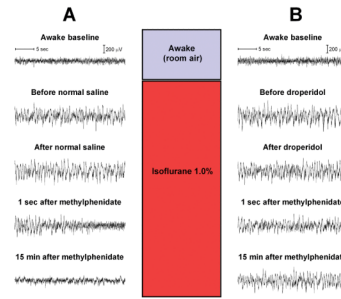 A
Awake baseline
5 sec
200 uV
Before normal saline
After normal saline
1 sec after methylphenidate
15 min after methylphenidate
Awake
(room air)
Isoflurane 1.0%
B
Awake baseline
5 sec
200 uV
Before droperidol
After droperidol
1 sec after methylphenidate
15 min after methylphenidate